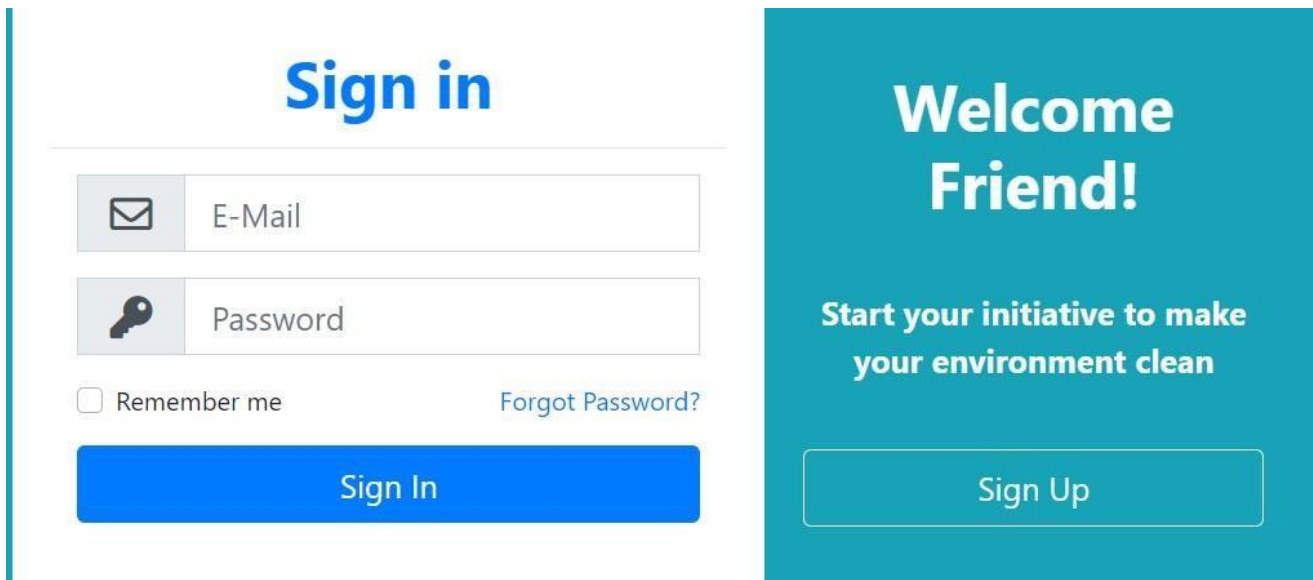 Sign in
E-Mail
Password
Remember me
Forgot Password?
Sign In
Welcome
Friend!
Start your initiative to make
your environment clean
Sign Up